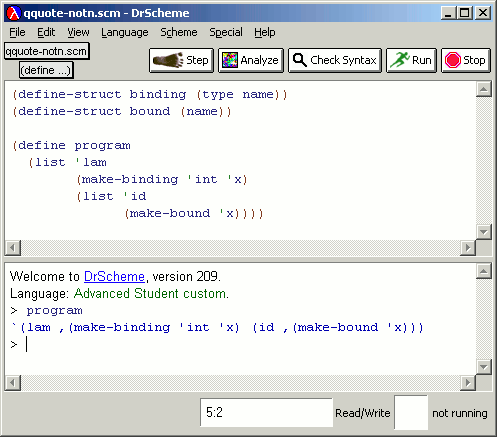 qquote-notn.scm - DrScheme
File Edit View Language Scheme Special Help
qquote-notn.scm
(define ...)
Step Analyze Check Syntax Run Stop
(define-struct binding (type name))
(define-struct bound (name))
(define program
  (list 'lam
        (make-binding 'int 'x)
        (list 'id
              (make-bound 'x))))
Welcome to DrScheme, version 209.
Language: Advanced Student custom.
> program
`(lam ,(make-binding 'int 'x) (id ,(make-bound 'x)))
>
5:2 Read/Write not running